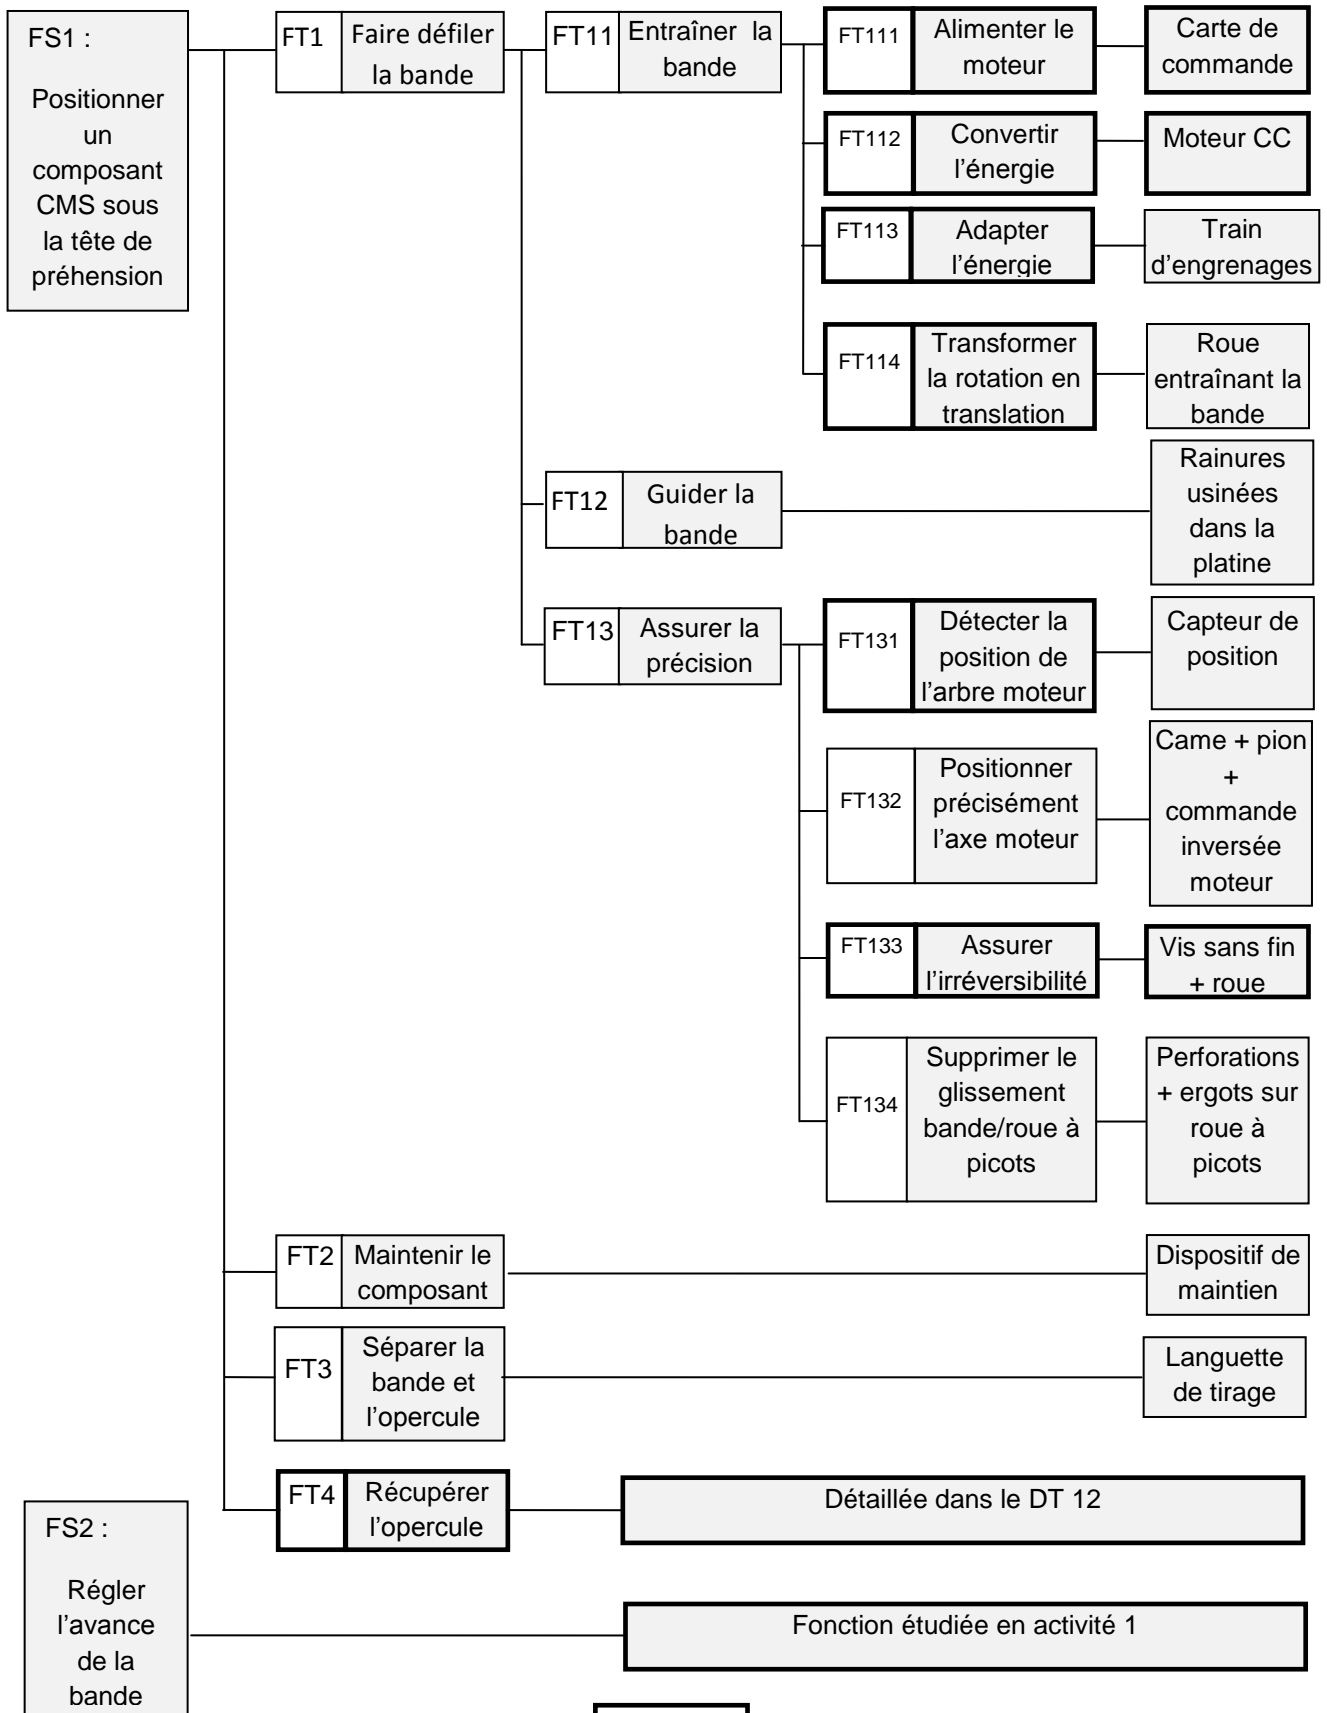 FS1 :
Positionner
un
composant
CMS sous
la tête de
préhension
FT1
Faire défiler
la bande
FT11
Entraîner la
bande
FT111
Alimenter le
moteur
Carte de
commande
FT112
Convertir
l’énergie
Moteur CC
FT113
Adapter
l’énergie
Train
d’engrenages
FT114
Transformer
la rotation en
translation
Roue
entraînant la
bande
FT12
Guider la
bande
Rainures
usinées
dans la
platine
FT13
Assurer la
précision
FT131
Détecter la
position de
l’arbre moteur
Capteur de
position
FT132
Positionner
précisément
l’axe moteur
Came + pion
+
commande
inversée
moteur
FT133
Assurer
l’irréversibilité
Vis sans fin
+ roue
FT134
Supprimer le
glissement
bande/roue à
picots
Perforations
+ ergots sur
roue à
picots
FT2
Maintenir le
composant
Dispositif de
maintien
FT3
Séparer la
bande et
l’opercule
Languette
de tirage
FT4
Récupérer
l’opercule
Détaillée dans le DT 12
FS2 :
Régler
l’avance
de la
bande
Fonction étudiée en activité 1